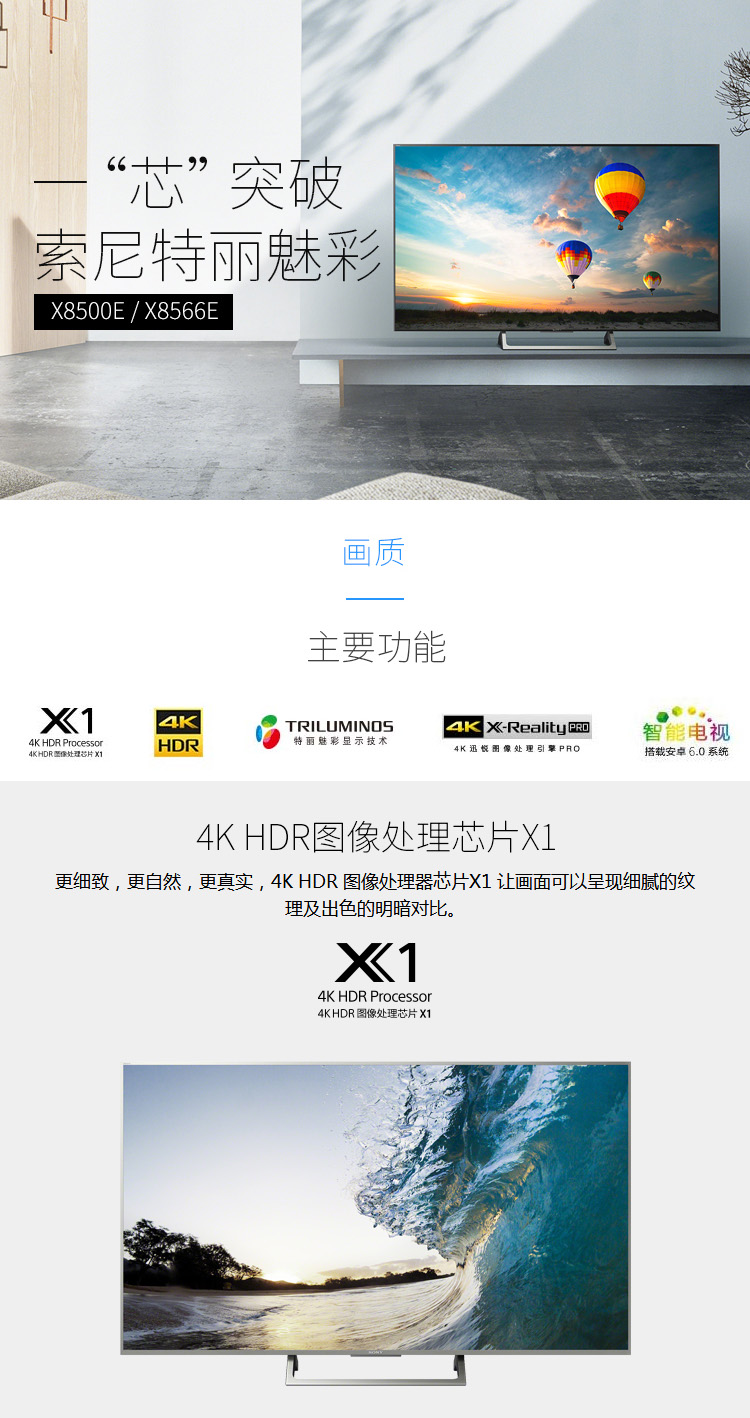 一“芯”突破
索尼特丽魅彩
X8500E / X8566E
画质
主要功能
X1
4K HDR Processor
4K HDR 图像处理芯片 X1
4K
HDR
TRILUMINOS
特丽魅彩显示技术
4K X-Reality PRO
4K 迅锐图像处理引擎 PRO
智能电视
搭载安卓 6.0 系统
4K HDR图像处理芯片X1
更细致，更自然，更真实，4K HDR 图像处理器芯片X1 让画面可以呈现细腻的纹
理及出色的明暗对比。
X1
4K HDR Processor
4K HDR 图像处理芯片 X1
SONY